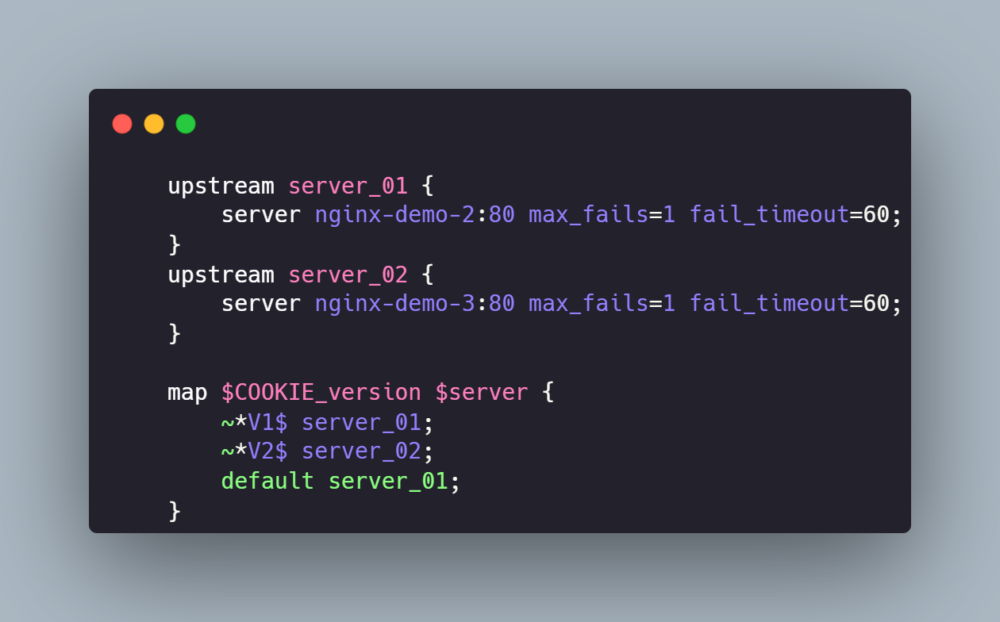 upstream server_01 {
    server nginx-demo-2:80 max_fails=1 fail_timeout=60;
}
upstream server_02 {
    server nginx-demo-3:80 max_fails=1 fail_timeout=60;
}

map $COOKIE_version $server {
    ~*V1$ server_01;
    ~*V2$ server_02;
    default server_01;
}